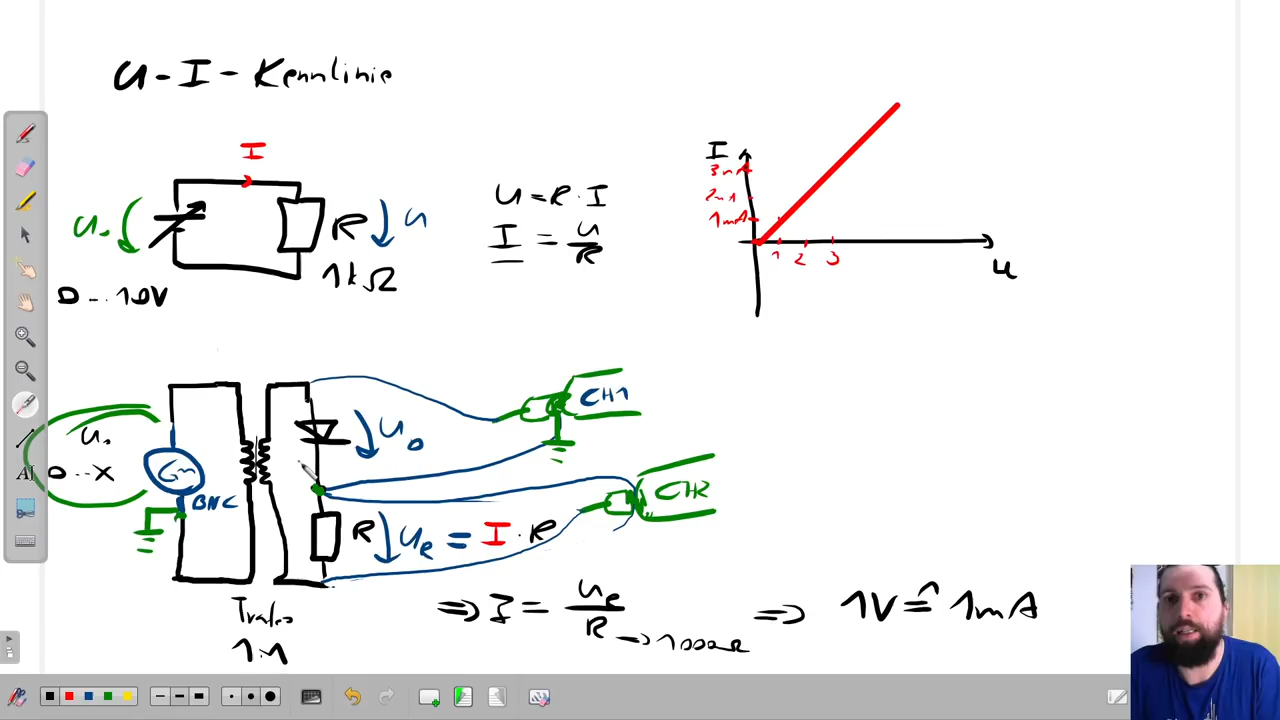 U - I - Kennlinie
I
I
3mA
2mA
1mA
1 2 3
U
U₀
R
U
1kΩ
0 - . 10V
U = R · I
I = U/R
CH1
U_D
U₀
0 - - X
Gen
BNC
R
U_R = I · R
CH2
Trafo
1:1
=> I = U_R/R
-> 1000Ω
=> 1V ≙ 1mA